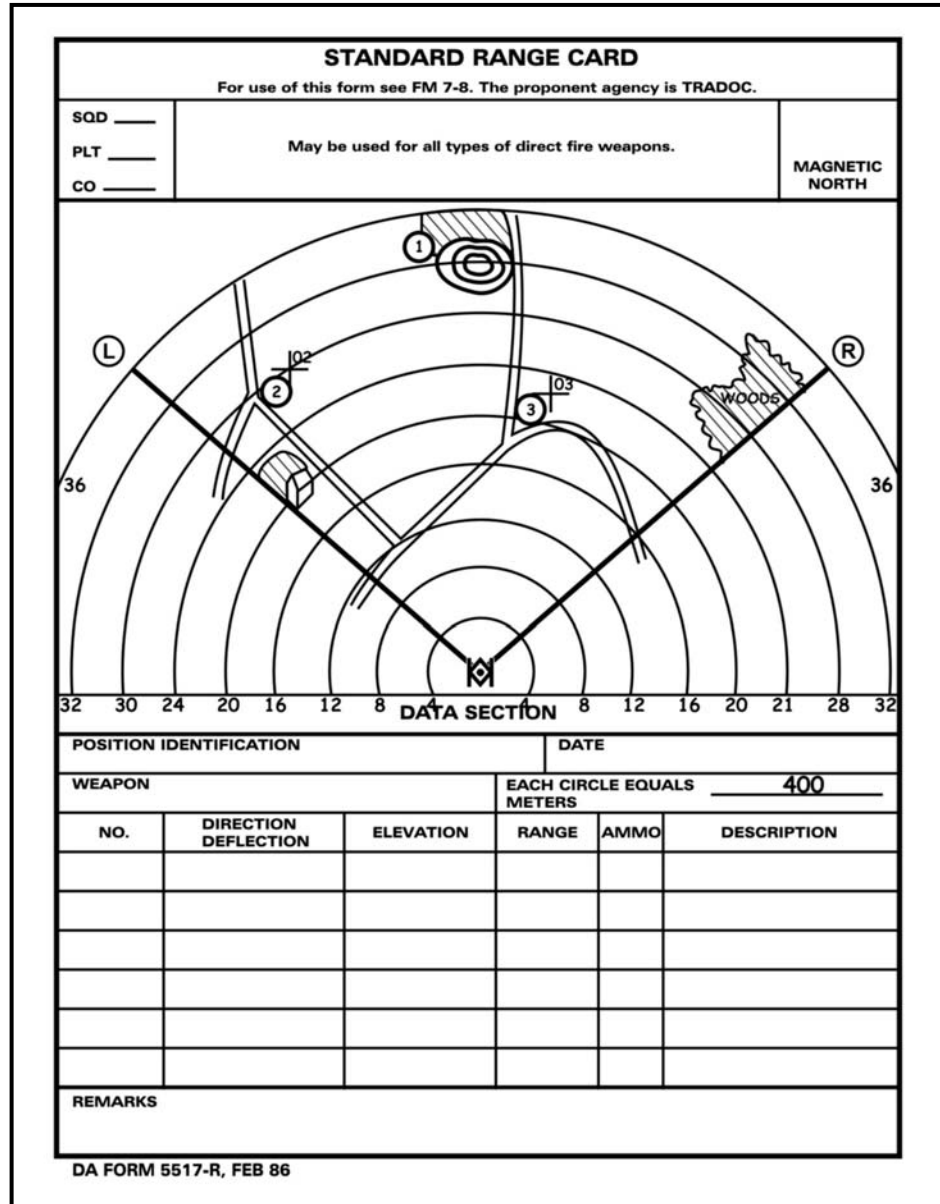 STANDARD RANGE CARD
For use of this form see FM 7-8. The proponent agency is TRADOC.
SQD
PLT
CO
May be used for all types of direct fire weapons.
MAGNETIC
NORTH
1
L
02
2
03
3
R
WOODS
36
36
32 30 24 20 16 12 8 4 4 8 12 16 20 21 28 32
DATA SECTION
POSITION IDENTIFICATION
DATE
WEAPON
EACH CIRCLE EQUALS 400
METERS
NO.
DIRECTION
DEFLECTION
ELEVATION
RANGE
AMMO
DESCRIPTION
REMARKS
DA FORM 5517-R, FEB 86